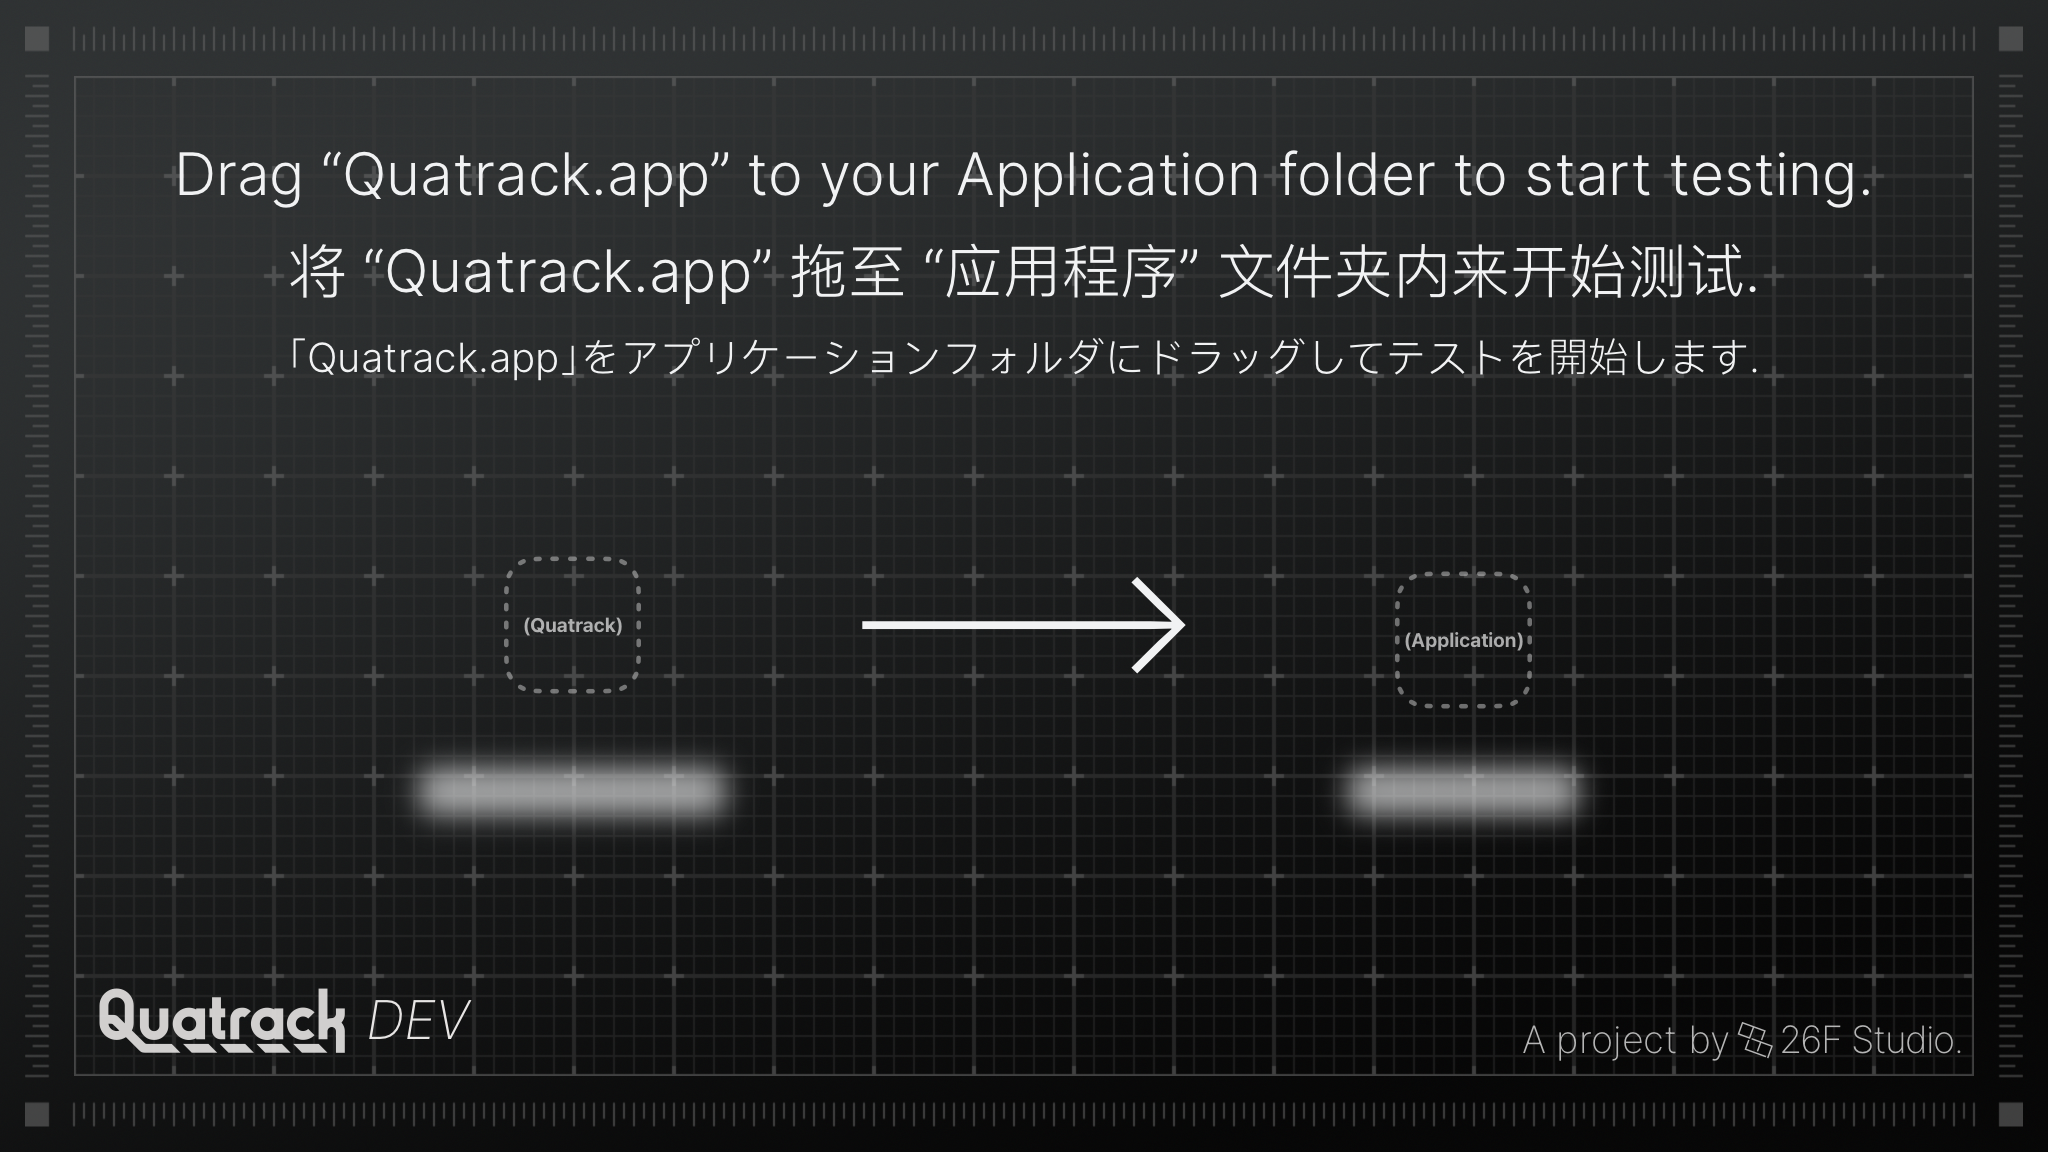 Drag “Quatrack.app” to your Application folder to start testing.
将 “Quatrack.app” 拖至 “应用程序” 文件夹内来开始测试.
「Quatrack.app」をアプリケーションフォルダにドラッグしてテストを開始します.
(Quatrack)
(Application)
Quatrack DEV
A project by 26F Studio.